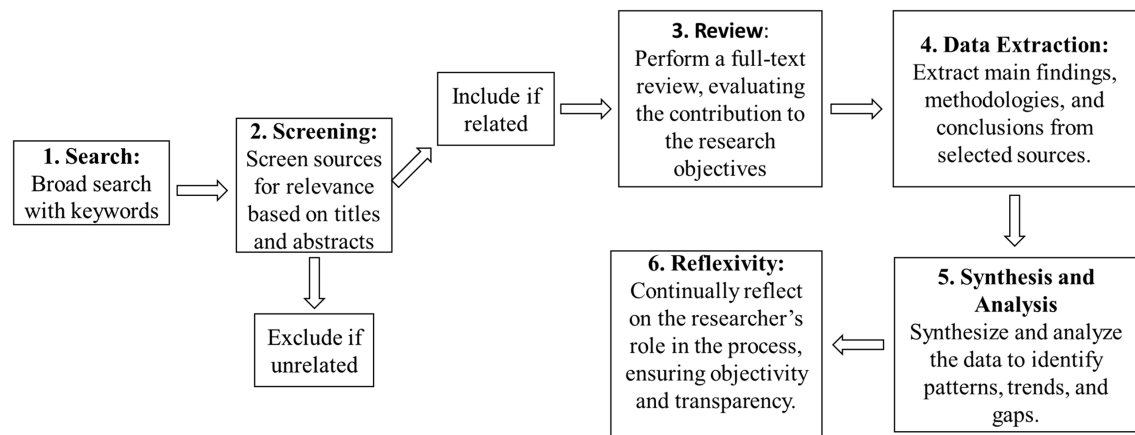 1. Search:
Broad search
with keywords
2. Screening:
Screen sources
for relevance
based on titles
and abstracts
Exclude if
unrelated
Include if
related
3. Review:
Perform a full-text
review, evaluating
the contribution to
the research
objectives
4. Data Extraction:
Extract main findings,
methodologies, and
conclusions from
selected sources.
5. Synthesis and
Analysis
Synthesize and analyze
the data to identify
patterns, trends, and
gaps.
6. Reflexivity:
Continually reflect
on the researcher’s
role in the process,
ensuring objectivity
and transparency.